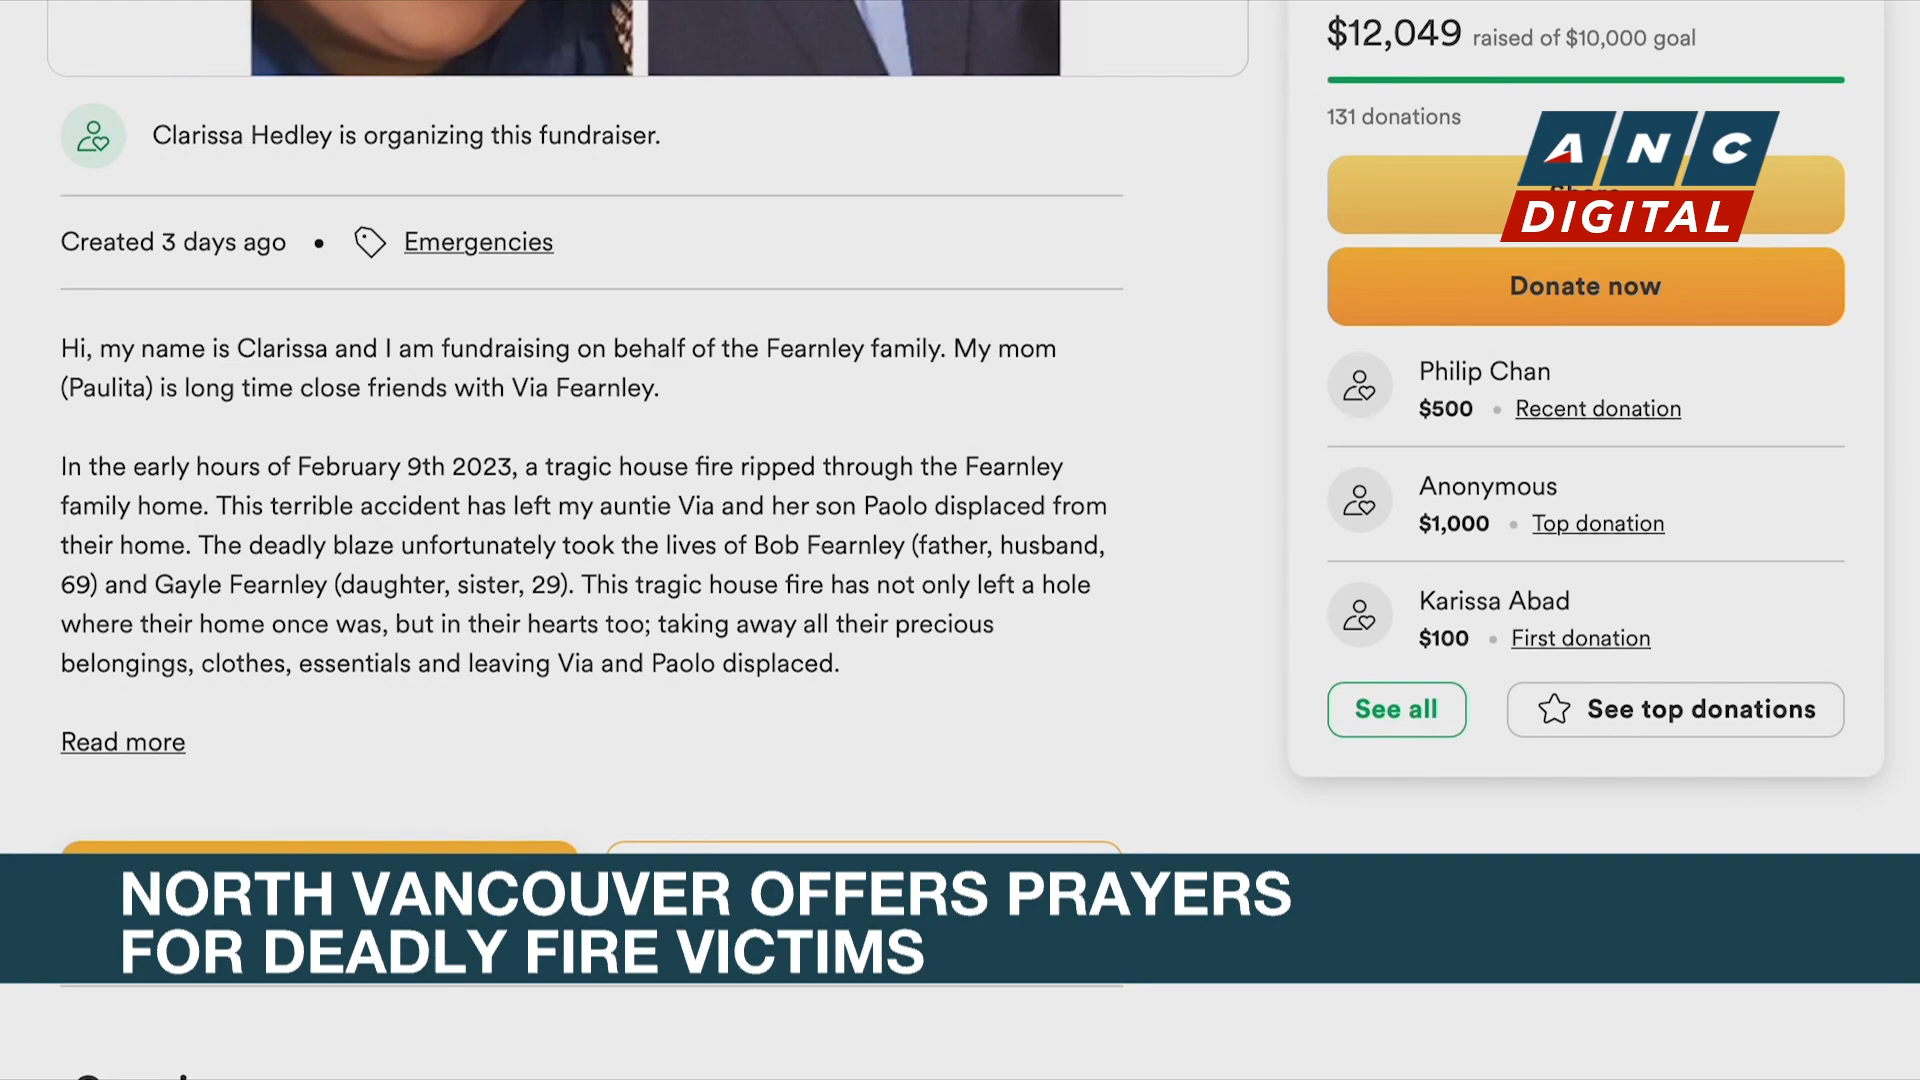 $12,049 raised of $10,000 goal
131 donations
ANC
DIGITAL
Donate now
Clarissa Hedley is organizing this fundraiser.
Created 3 days ago • Emergencies
Hi, my name is Clarissa and I am fundraising on behalf of the Fearnley family. My mom
(Paulita) is long time close friends with Via Fearnley.
In the early hours of February 9th 2023, a tragic house fire ripped through the Fearnley
family home. This terrible accident has left my auntie Via and her son Paolo displaced from
their home. The deadly blaze unfortunately took the lives of Bob Fearnley (father, husband,
69) and Gayle Fearnley (daughter, sister, 29). This tragic house fire has not only left a hole
where their home once was, but in their hearts too; taking away all their precious
belongings, clothes, essentials and leaving Via and Paolo displaced.
Read more
Philip Chan
$500 • Recent donation
Anonymous
$1,000 • Top donation
Karissa Abad
$100 • First donation
See all
See top donations
NORTH VANCOUVER OFFERS PRAYERS
FOR DEADLY FIRE VICTIMS